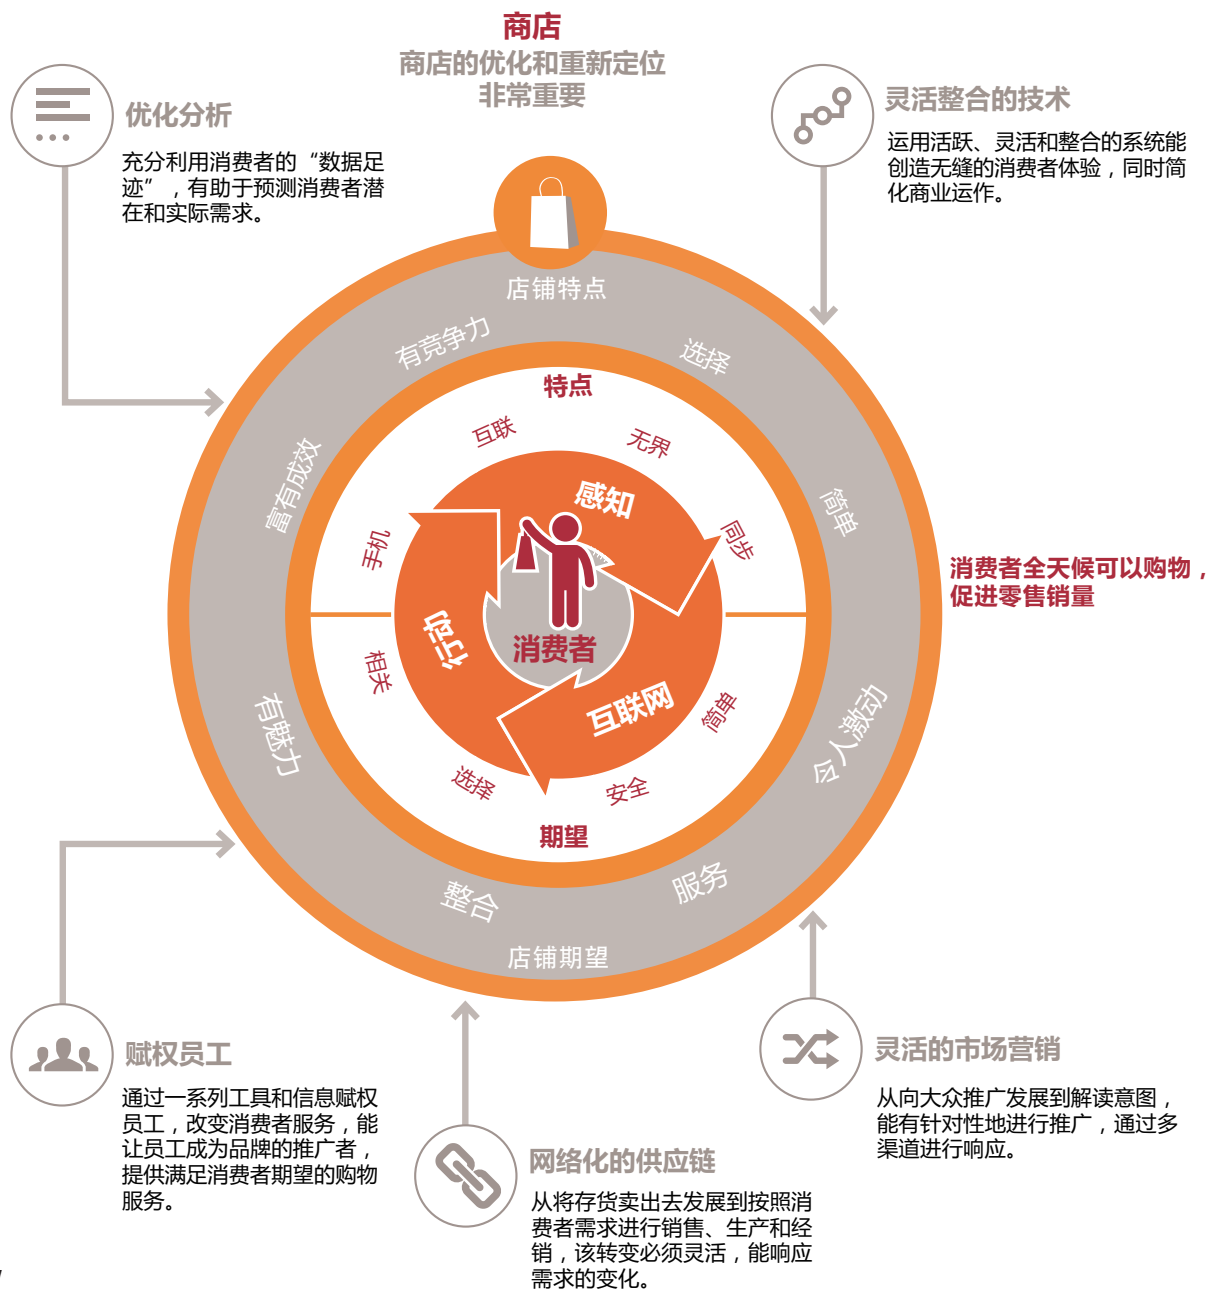 商店
商店的优化和重新定位
非常重要
优化分析
充分利用消费者的“数据足
迹”，有助于预测消费者潜
在和实际需求。
灵活整合的技术
运用活跃、灵活和整合的系统能
创造无缝的消费者体验，同时简
化商业运作。
店铺特点
有竞争力
选择
富有成效
简单
有魅力
令人激动
整合
服务
店铺期望
特点
互联
无界
手机
同步
相关
简单
选择
安全
期望
感知
行动
互联网
消费者
消费者全天候可以购物，
促进零售销量
赋权员工
通过一系列工具和信息赋权
员工，改变消费者服务，能
让员工成为品牌的推广者，
提供满足消费者期望的购物
服务。
网络化的供应链
从将存货卖出去发展到按照消
费者需求进行销售、生产和经
销，该转变必须灵活，能响应
需求的变化。
灵活的市场营销
从向大众推广发展到解读意图，
能有针对性地进行推广，通过多
渠道进行响应。